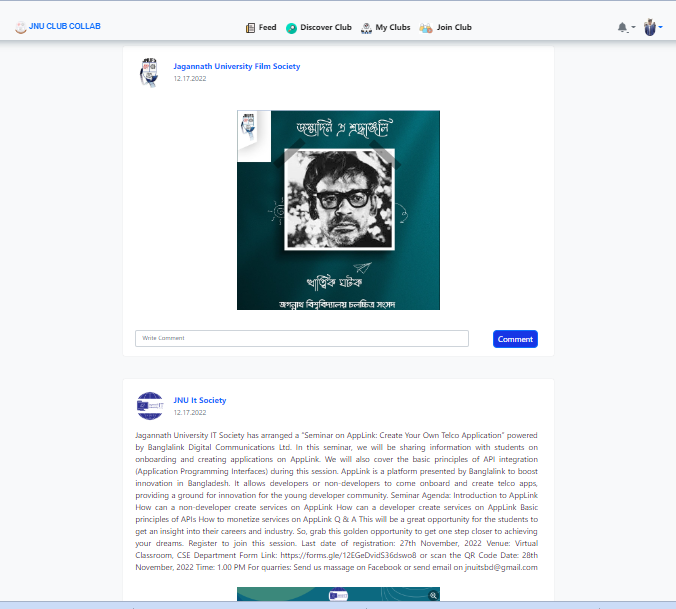 JNU CLUB COLLAB
Feed
Discover Club
My Clubs
Join Club
Jagannath University Film Society
12.17.2022
জন্মদিন ও শ্রদ্ধাঞ্জলি
ঋত্বিক ঘটক
জগন্নাথ বিশ্ববিদ্যালয় চলচ্চিত্র সংসদ
Write Comment
Comment
JNU It Society
12.17.2022
Jagannath University IT Society has arranged a "Seminar on AppLink: Create Your Own Telco Application" powered
by Banglalink Digital Communications Ltd. In this seminar, we will be sharing information with students on
onboarding and creating applications on AppLink. We will also cover the basic principles of API integration
(Application Programming Interfaces) during this session. AppLink is a platform presented by Banglalink to boost
innovation in Bangladesh. It allows developers or non-developers to come onboard and create telco apps,
providing a ground for innovation for the young developer community. Seminar Agenda: Introduction to AppLink
How can a non-developer create services on AppLink How can a developer create services on AppLink Basic
principles of APIs How to monetize services on AppLink Q & A This will be a great opportunity for the students to
get an insight into their careers and industry. So, grab this golden opportunity to get one step closer to achieving
your dreams. Register to join this session. Last date of registration: 27th November, 2022 Venue: Virtual
Classroom, CSE Department Form Link: https://forms.gle/12EGeDvidS36dswo8 or scan the QR Code Date: 28th
November, 2022 Time: 1.00 PM For quarries: Send us massage on Facebook or send email on jnuitsbd@gmail.com